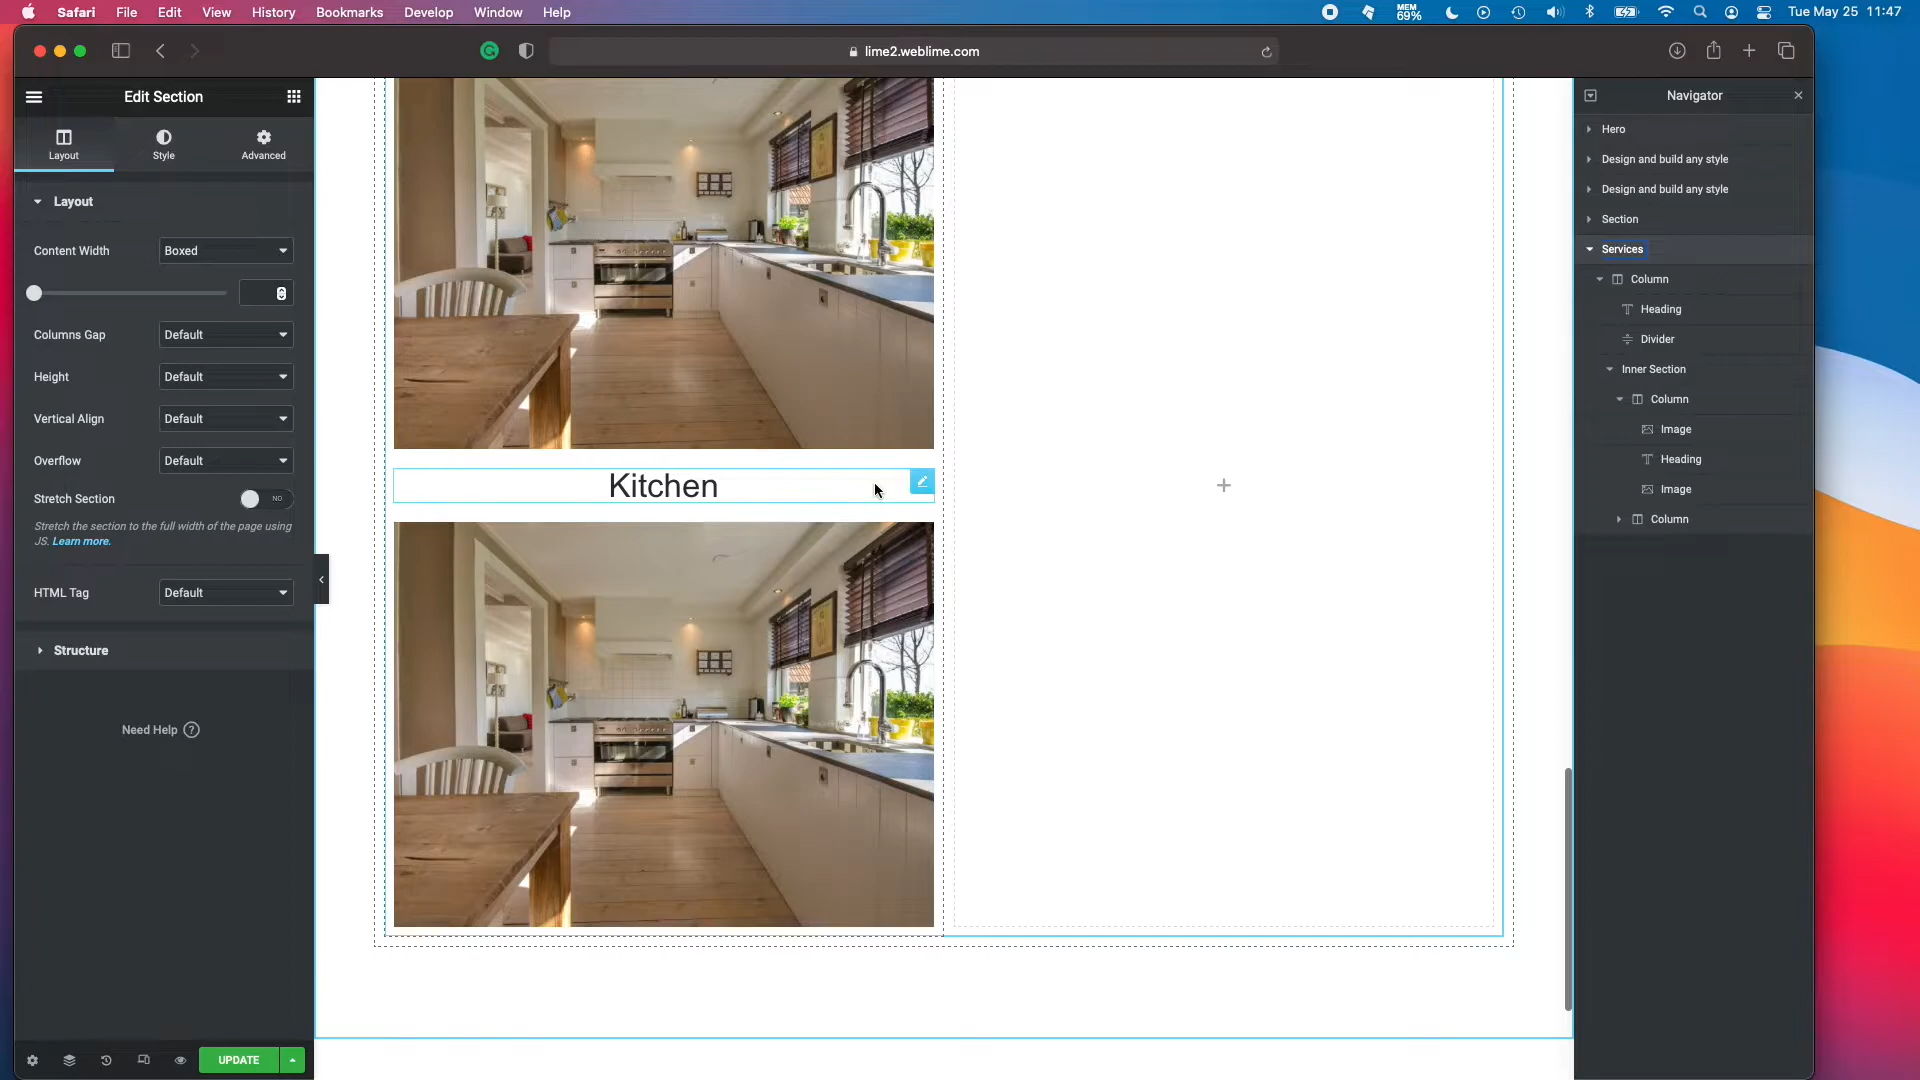 Safari File Edit View History Bookmarks Develop Window Help
MEM
69%
Tue May 25 11:47
lime2.weblime.com
Edit Section
Layout
Style
Advanced
Layout
Content Width
Boxed
Columns Gap
Default
Height
Default
Vertical Align
Default
Overflow
Default
Stretch Section
NO
Stretch the section to the full width of the page using
JS. Learn more.
HTML Tag
Default
Structure
Need Help ?
UPDATE
Kitchen
Navigator
Hero
Design and build any style
Design and build any style
Section
Services
Column
Heading
Divider
Inner Section
Column
Image
Heading
Image
Column